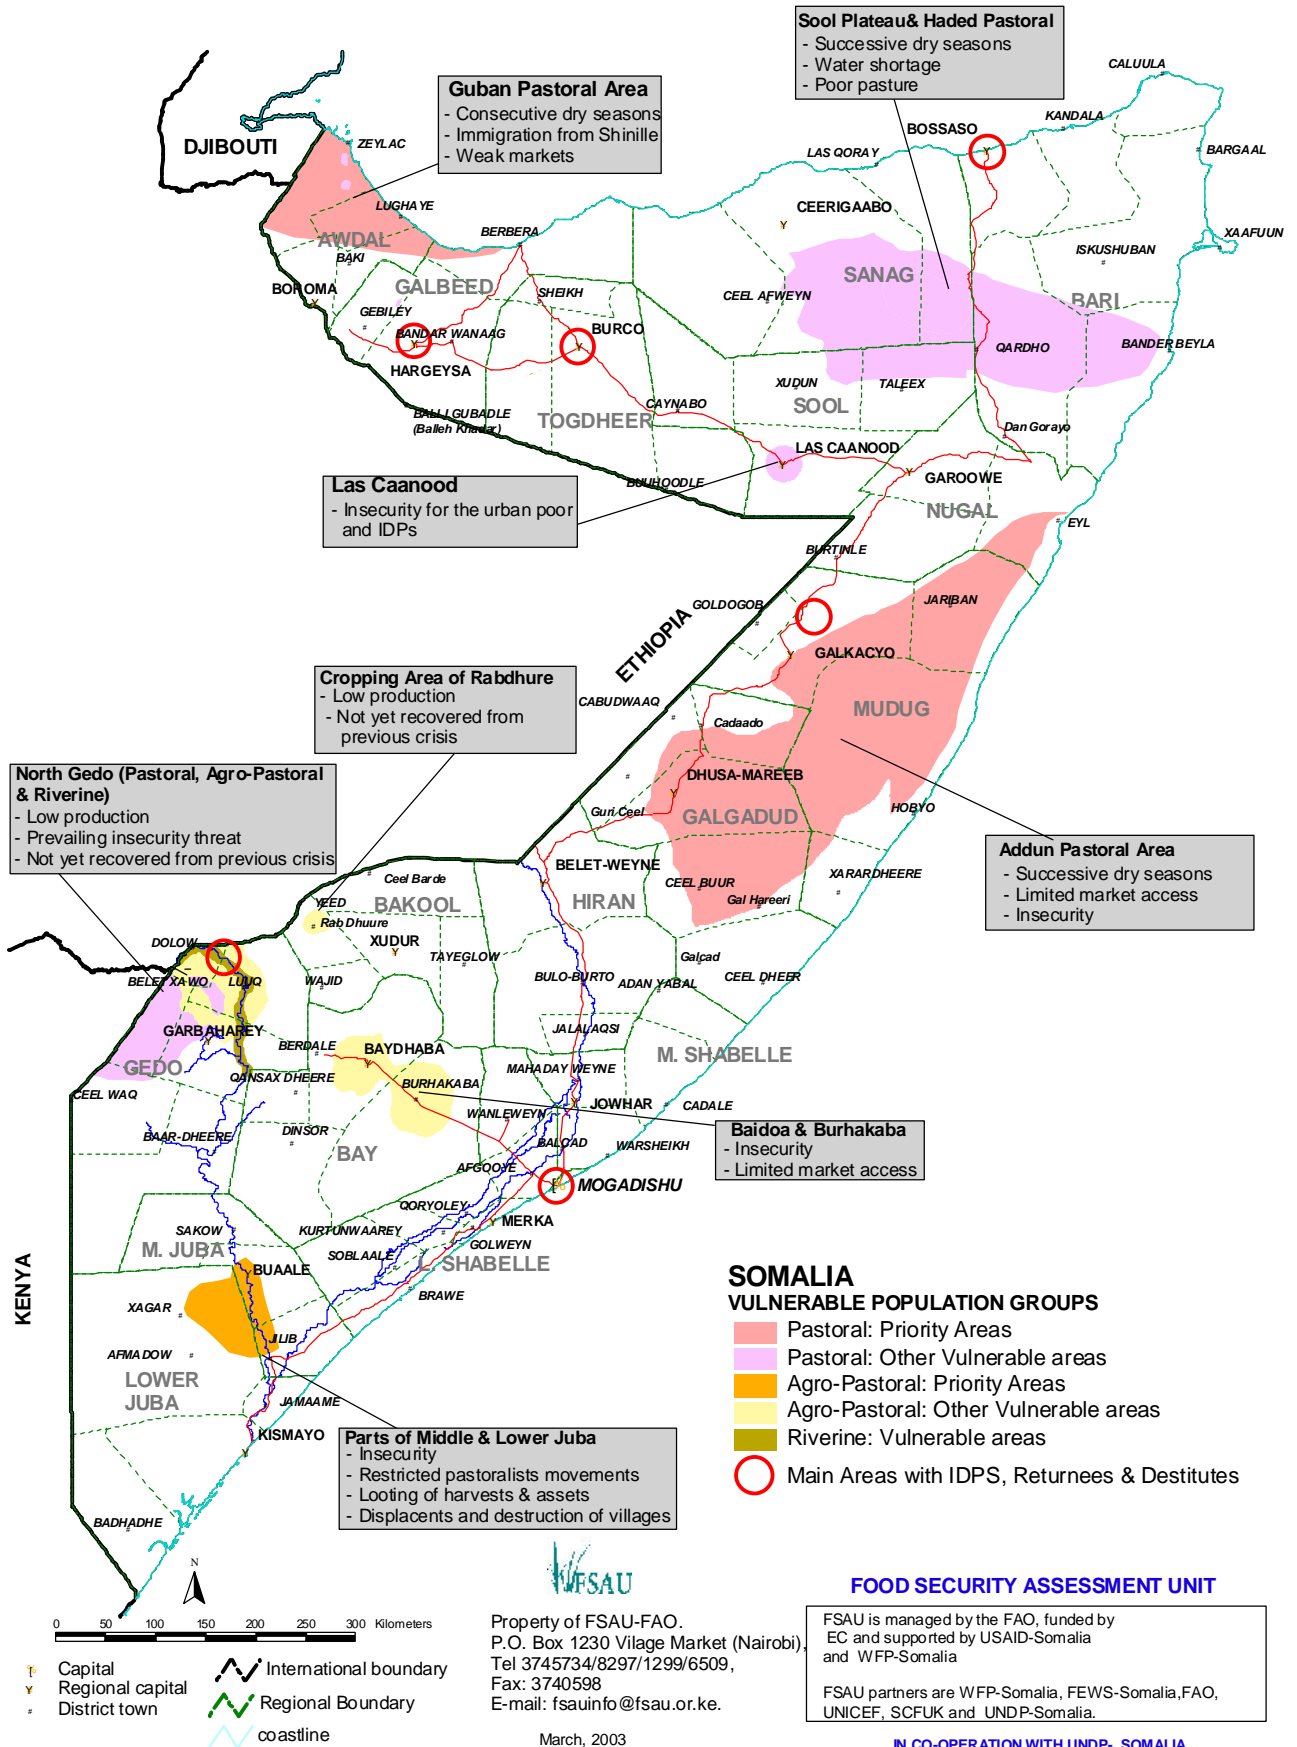 Sool Plateau& Haded Pastoral
- Successive dry seasons
- Water shortage
- Poor pasture
Guban Pastoral Area
- Consecutive dry seasons
- Immigration from Shinille
- Weak markets
CALUULA
KANDALA
BOSSASO
BARGAAL
LAS QORAY
DJIBOUTI
ZEYLAC
LUGHAYE
CEERIGAABO
XAAFUUN
AWDAL
BERBERA
ISKUSHUBAN
BAKI
SANAG
BOROMA
GALBEED
SHEIKH
CEEL AFWEYN
BARI
GEBILEY
BANDAR WANAAG
BURCO
HARGEYSA
QARDHO
BANDER BEYLA
XUDUN
TALEEX
CAYNABO
SOOL
BALLI GUBADLE
(Balleh Khadar)
TOGDHEER
Dan Gorayo
LAS CAANOOD
GAROOWE
BUUHOODLE
Las Caanood
- Insecurity for the urban poor
and IDPs
NUGAL
EYL
BURTINLE
GOLDOGOB
JARIBAN
ETHIOPIA
GALKACYO
Cropping Area of Rabdhure
- Low production
- Not yet recovered from
previous crisis
CABUDWAAQ
Cadaado
MUDUG
North Gedo (Pastoral, Agro-Pastoral
& Riverine)
- Low production
- Prevailing insecurity threat
- Not yet recovered from previous crisis
DHUSA-MAREEB
Guri Ceel
GALGADUD
HOBYO
Addun Pastoral Area
- Successive dry seasons
- Limited market access
- Insecurity
BELET-WEYNE
Ceel Barde
CEEL BUUR
XARARDHEERE
YEED
BAKOOL
HIRAN
Gal Hareeri
Rab Dhuure
DOLOW
XUDUR
TAYEGLOW
Galcad
BELET XAWO
LUUQ
WAJID
BULO-BURTO
ADAN YABAL
CEEL DHEER
GARBAHAREY
JALALAQSI
BERDALE
BAYDHABA
M. SHABELLE
GEDO
QANSAX DHEERE
BURHAKABA
MAHADAY WEYNE
CEEL WAQ
JOWHAR
CADALE
WANLEWEYN
BAAR-DHEERE
DINSOR
BAY
BALCAD
WARSHEIKH
Baidoa & Burhakaba
- Insecurity
- Limited market access
AFGOOYE
MOGADISHU
QORYOLEY
MERKA
SAKOW
KURTUNWAAREY
GOLWEYN
M. JUBA
SOBLAALE
L. SHABELLE
BUAALE
BRAWE
KENYA
XAGAR
JILIB
AFMADOW
LOWER
JUBA
JAMAAME
KISMAYO
BADHADHE
Parts of Middle & Lower Juba
- Insecurity
- Restricted pastoralists movements
- Looting of harvests & assets
- Displacents and destruction of villages
SOMALIA
VULNERABLE POPULATION GROUPS
Pastoral: Priority Areas
Pastoral: Other Vulnerable areas
Agro-Pastoral: Priority Areas
Agro-Pastoral: Other Vulnerable areas
Riverine: Vulnerable areas
Main Areas with IDPS, Returnees & Destitutes
N
0 50 100 150 200 250 300 Kilometers
Capital
Regional capital
District town
International boundary
Regional Boundary
coastline
FSAU
Property of FSAU-FAO.
P.O. Box 1230 Vilage Market (Nairobi),
Tel 3745734/8297/1299/6509,
Fax: 3740598
E-mail: fsauinfo@fsau.or.ke.
March, 2003
FOOD SECURITY ASSESSMENT UNIT
FSAU is managed by the FAO, funded by
EC and supported by USAID-Somalia
and WFP-Somalia
FSAU partners are WFP-Somalia, FEWS-Somalia,FAO,
UNICEF, SCFUK and UNDP-Somalia.
IN CO-OPERATION WITH UNDP- SOMALIA